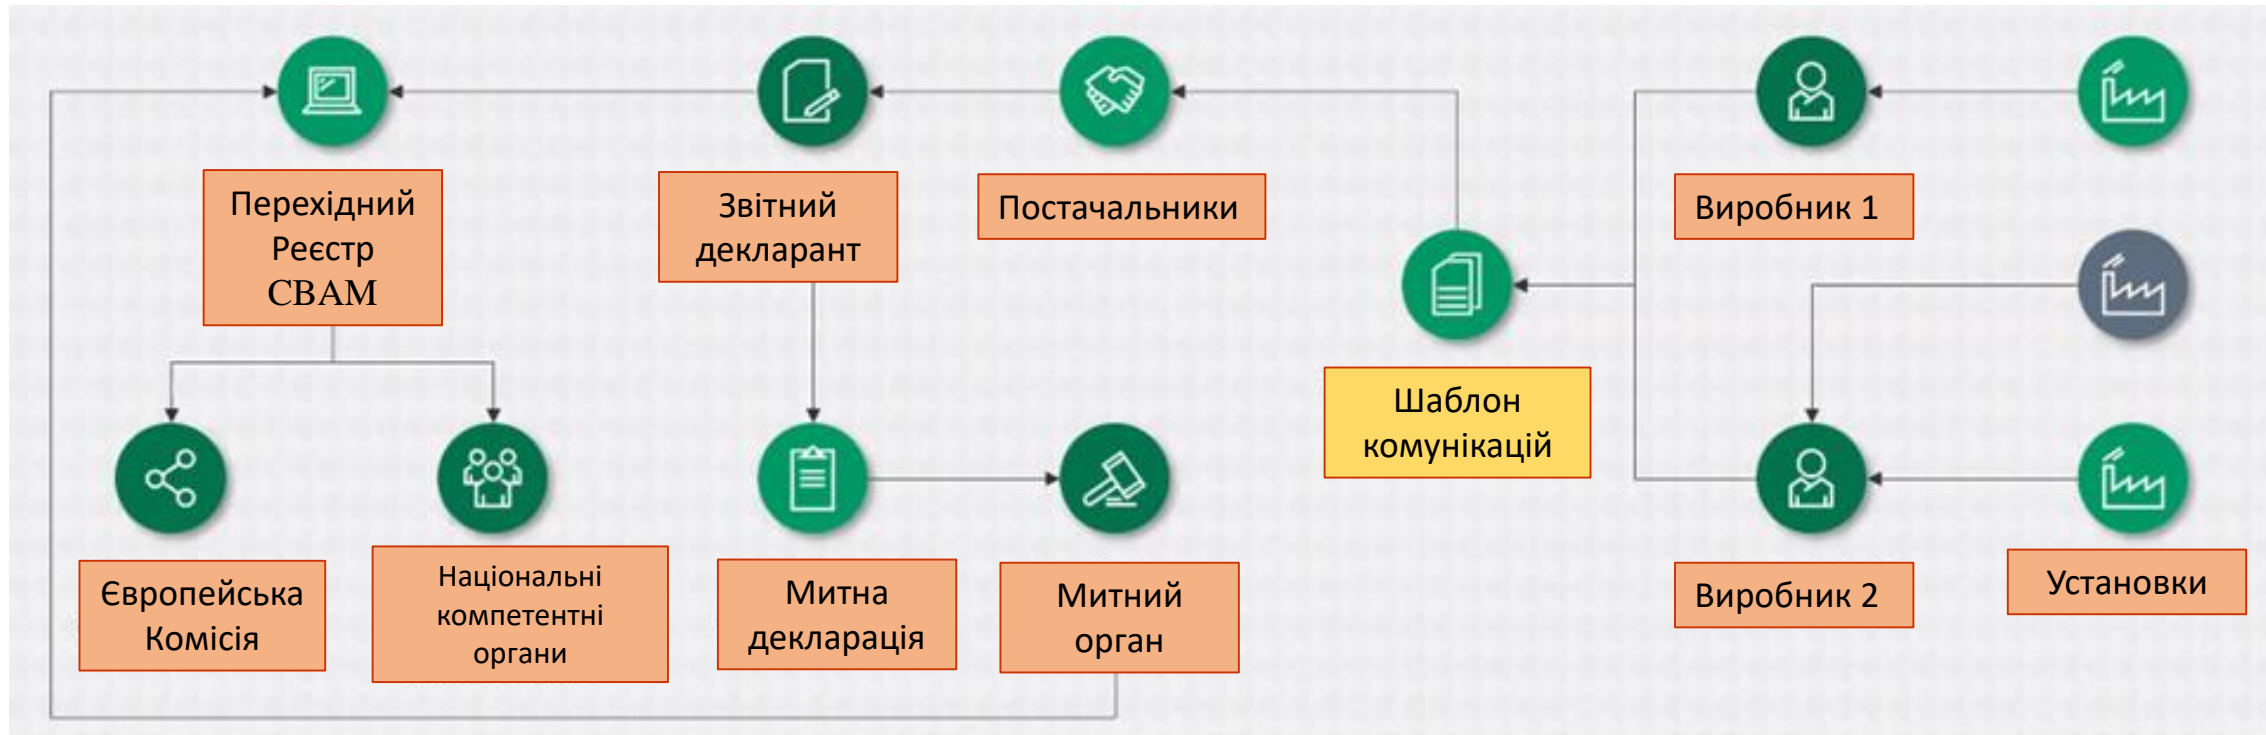 Перехідний
Реєстр
CBAM
Звітний
декларант
Постачальники
Виробник 1
Шаблон
комунікацій
Європейська
Комісія
Національні
компетентні
органи
Митна
декларація
Митний
орган
Виробник 2
Установки